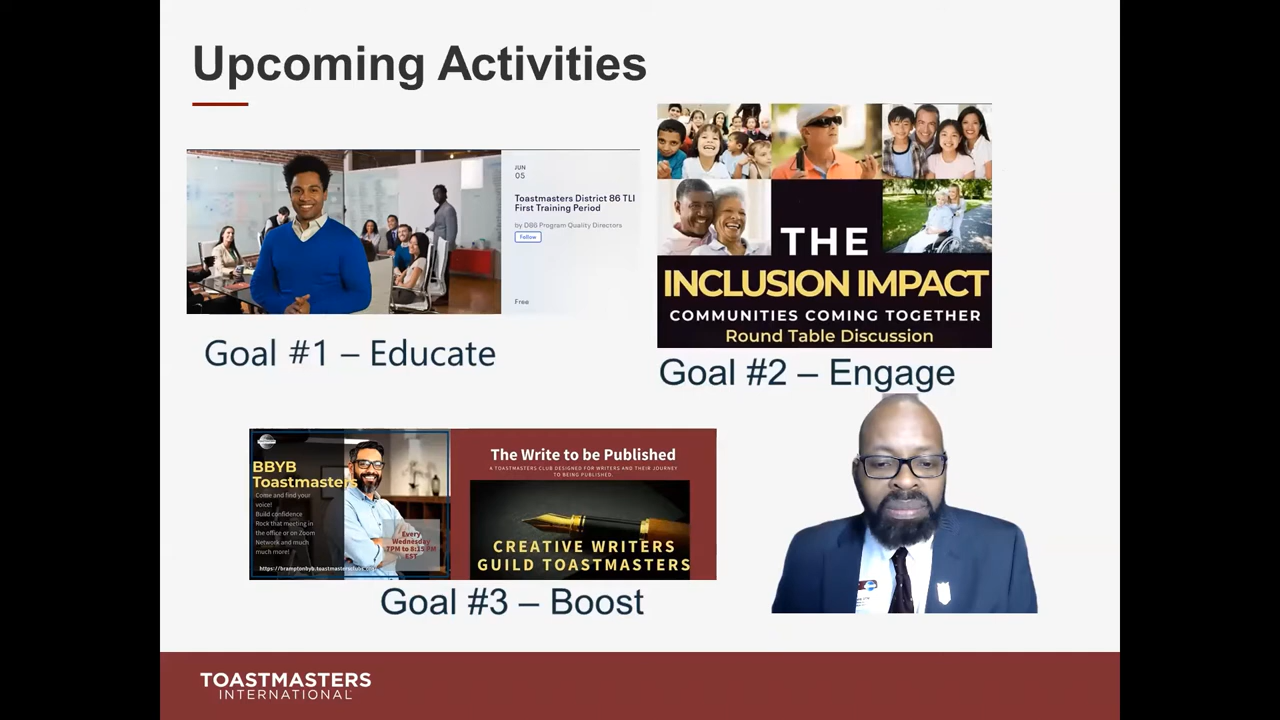 Upcoming Activities
JUN
05
Toastmasters District 86 TLI
First Training Period
by D86 Program Quality Directors
Follow
Free
Goal #1 – Educate
THE
INCLUSION IMPACT
COMMUNITIES COMING TOGETHER
Round Table Discussion
Goal #2 – Engage
BBYB
Toastmasters
Come and find your
voice!
Build confidence
Rock that meeting in
the office or on Zoom
Network and much
much more!
Every
Wednesday
7PM to 8:15 PM
EST
The Write to be Published
A TOASTMASTERS CLUB DESIGNED FOR WRITERS AND THEIR JOURNEY
TO BEING PUBLISHED.
CREATIVE WRITERS
GUILD TOASTMASTERS
Goal #3 – Boost
TOASTMASTERS
INTERNATIONAL